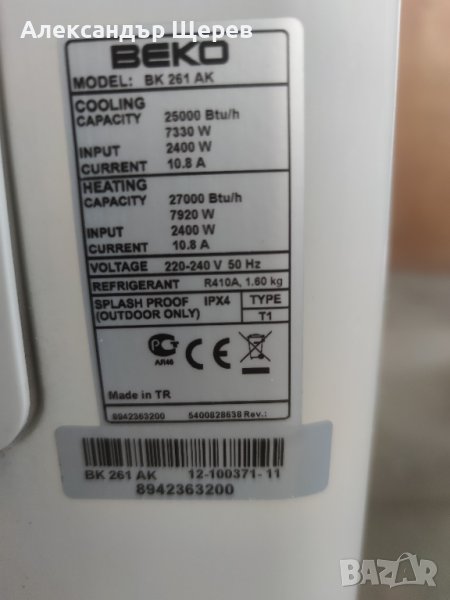 Александър Щерев
BEKO
MODEL: BK 261 AK
COOLING
CAPACITY 25000 Btu/h
7330 W
INPUT 2400 W
CURRENT 10.8 A
HEATING
CAPACITY 27000 Btu/h
7920 W
INPUT 2400 W
CURRENT 10.8 A
VOLTAGE 220-240 V 50 Hz
REFRIGERANT R410A, 1.60 kg
SPLASH PROOF IPX4 TYPE
(OUTDOOR ONLY) T1
АЛ46
CE
Made in TR
8942363200 5400828638 Rev.:
BK 261 AK 12-100371-11
8942363200
BAZAR